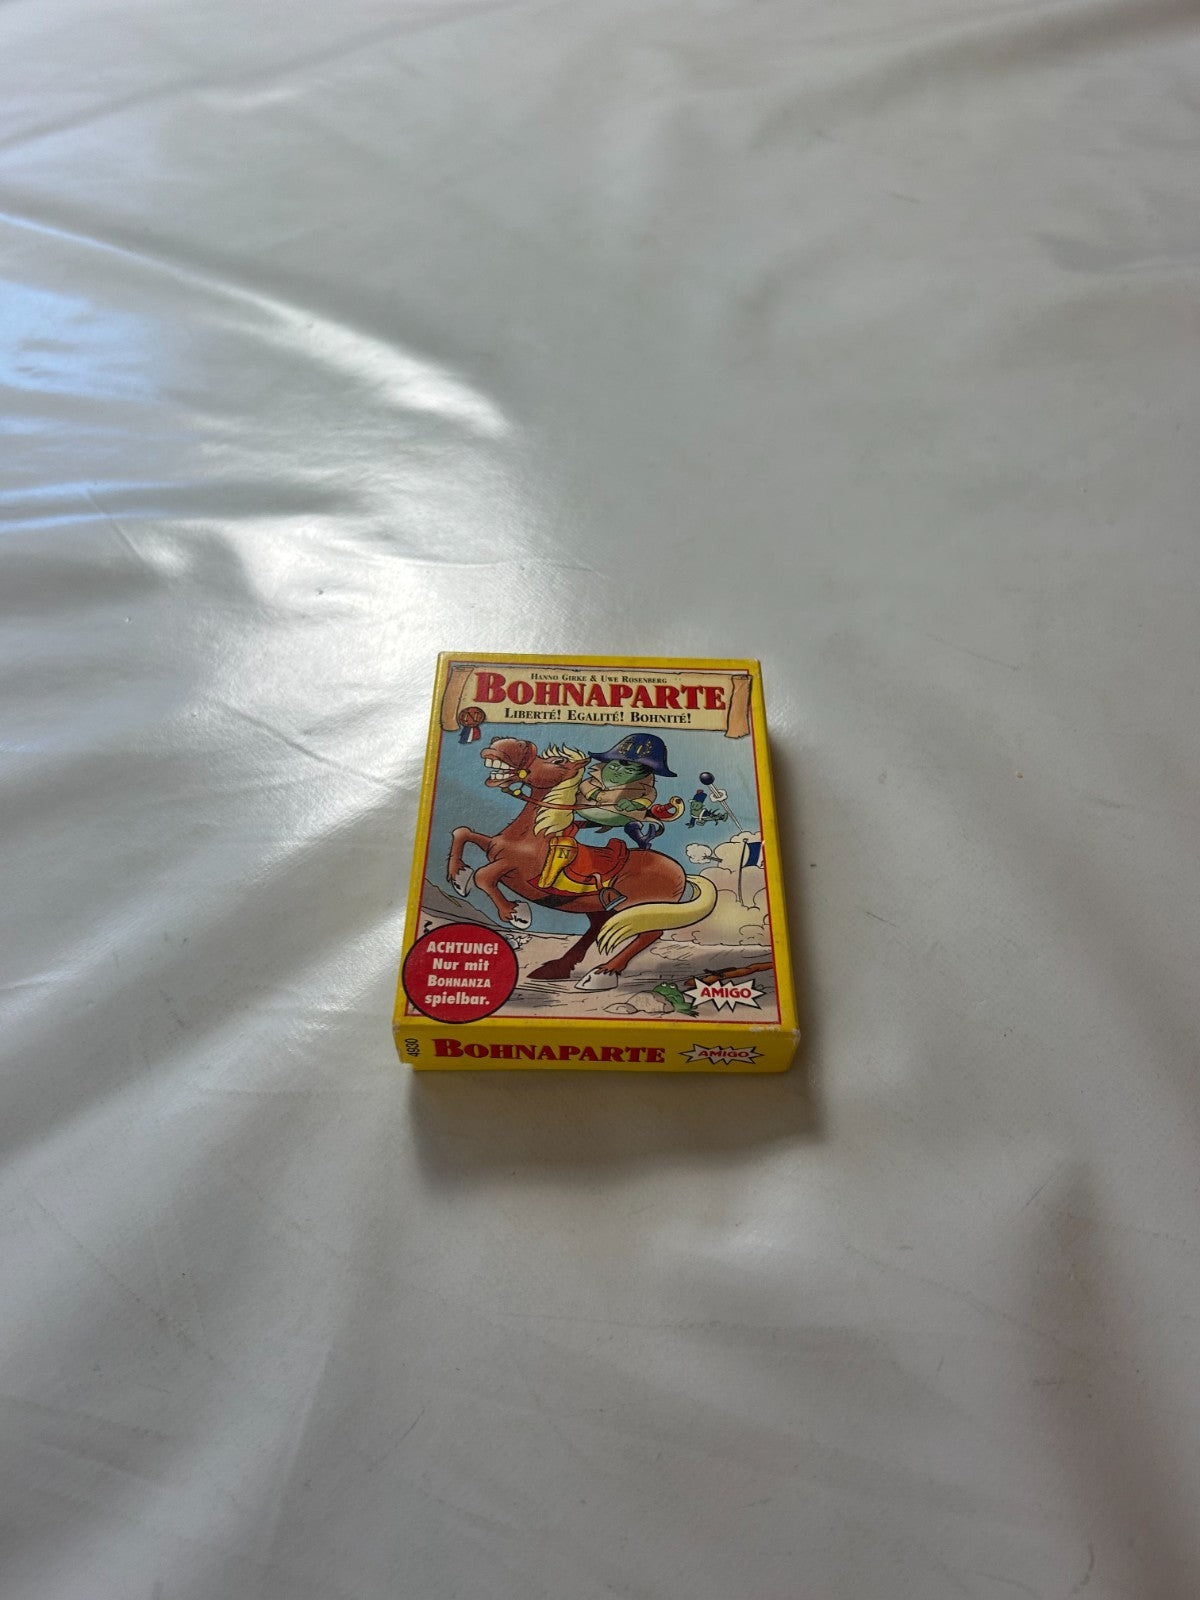 HANNO GIRKE & UWE ROSENBERG
BOHNAPARTE
LIBERTÉ! EGALITÉ! BOHNITÉ!
N
N
ACHTUNG!
Nur mit
BOHNANZA
spielbar.
AMIGO
4930
BOHNAPARTE
AMIGO